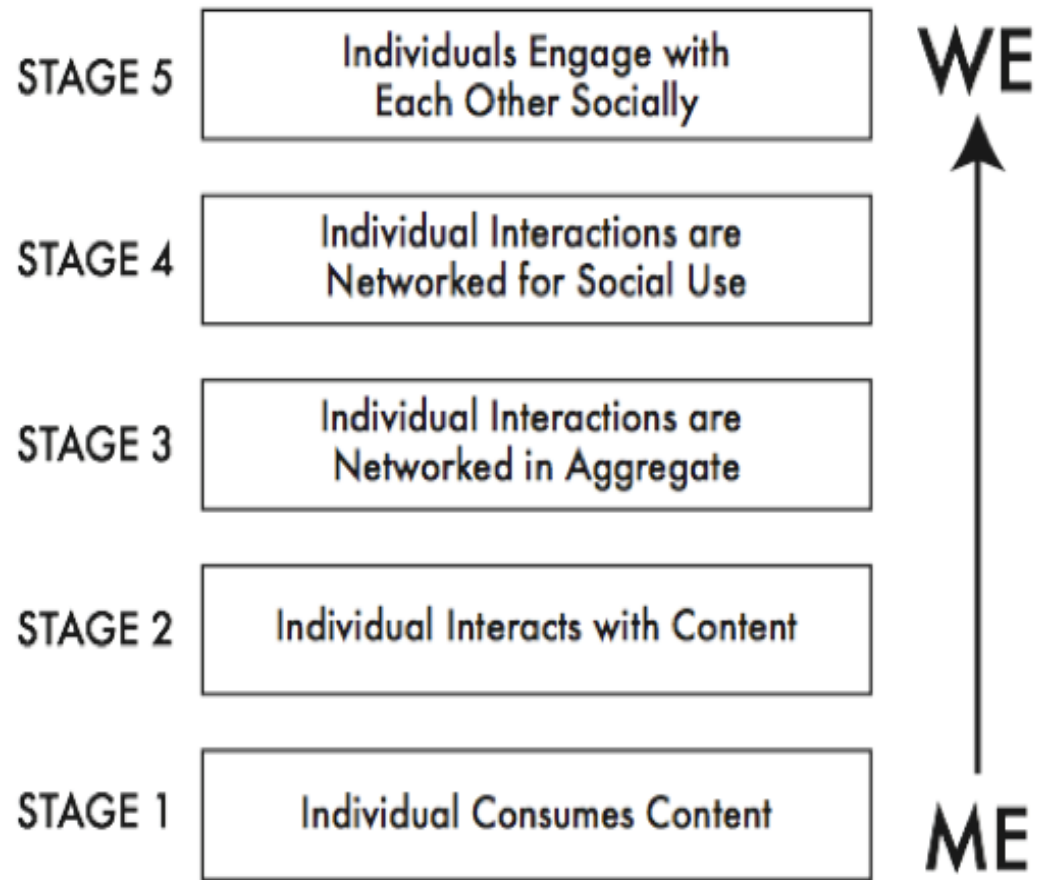 STAGE 5
Individuals Engage with
Each Other Socially
WE
STAGE 4
Individual Interactions are
Networked for Social Use
STAGE 3
Individual Interactions are
Networked in Aggregate
STAGE 2
Individual Interacts with Content
STAGE 1
Individual Consumes Content
ME